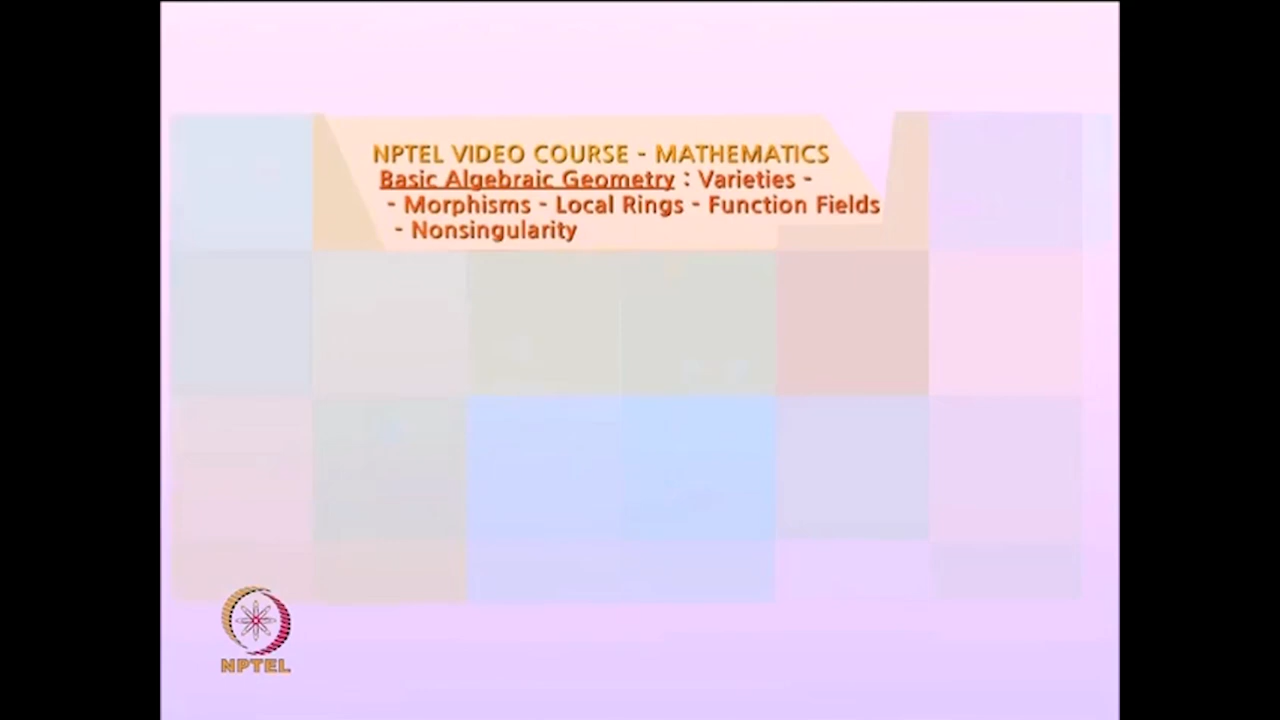 NPTEL VIDEO COURSE - MATHEMATICS
Basic Algebraic Geometry : Varieties -
- Morphisms - Local Rings - Function Fields
- Nonsingularity
NPTEL